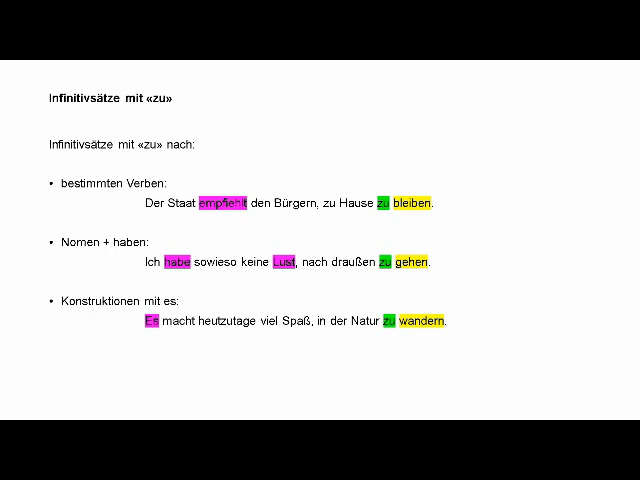 Infinitivsätze mit «zu»
Infinitivsätze mit «zu» nach:
• bestimmten Verben:
Der Staat empfiehlt den Bürgern, zu Hause zu bleiben.
• Nomen + haben:
Ich habe sowieso keine Lust, nach draußen zu gehen.
• Konstruktionen mit es:
Es macht heutzutage viel Spaß, in der Natur zu wandern.